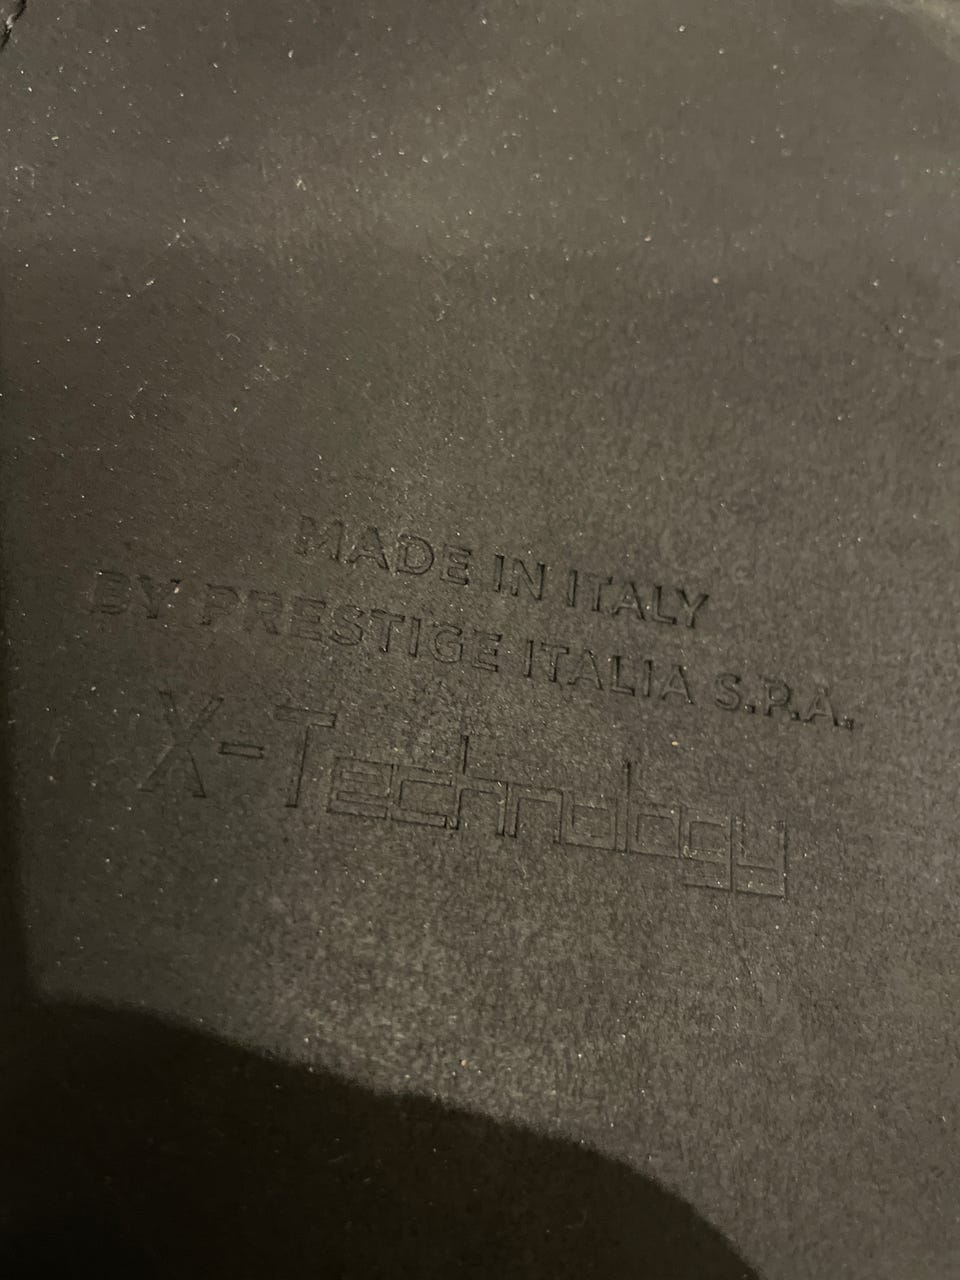 MADE IN ITALY
BY PRESTIGE ITALIA S.P.A.
X-Technology